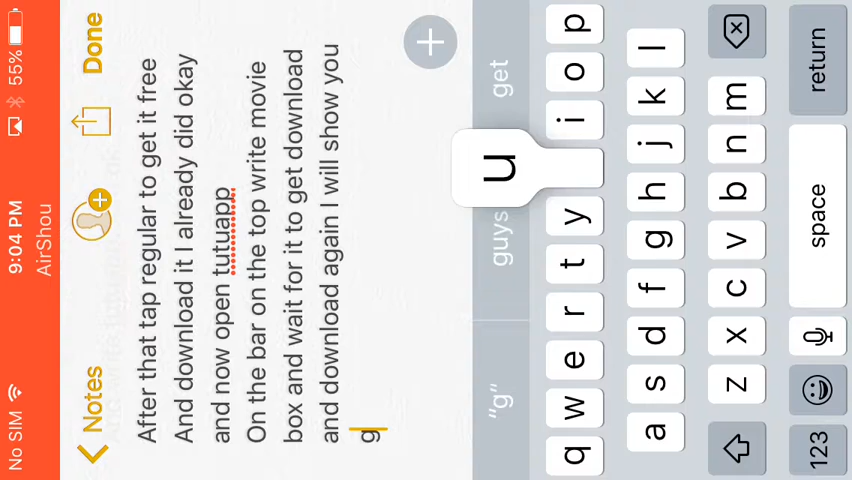 No SIM 9:04 PM 55%
AirShou
Notes Done
After that tap regular to get it free
And download it I already did okay
and now open tutuapp
On the bar on the top write movie
box and wait for it to get download
and download again I will show you
g
"g" guys get
u
q w e r t y i o p
a s d f g h j k l
z x c v b n m
123 space return